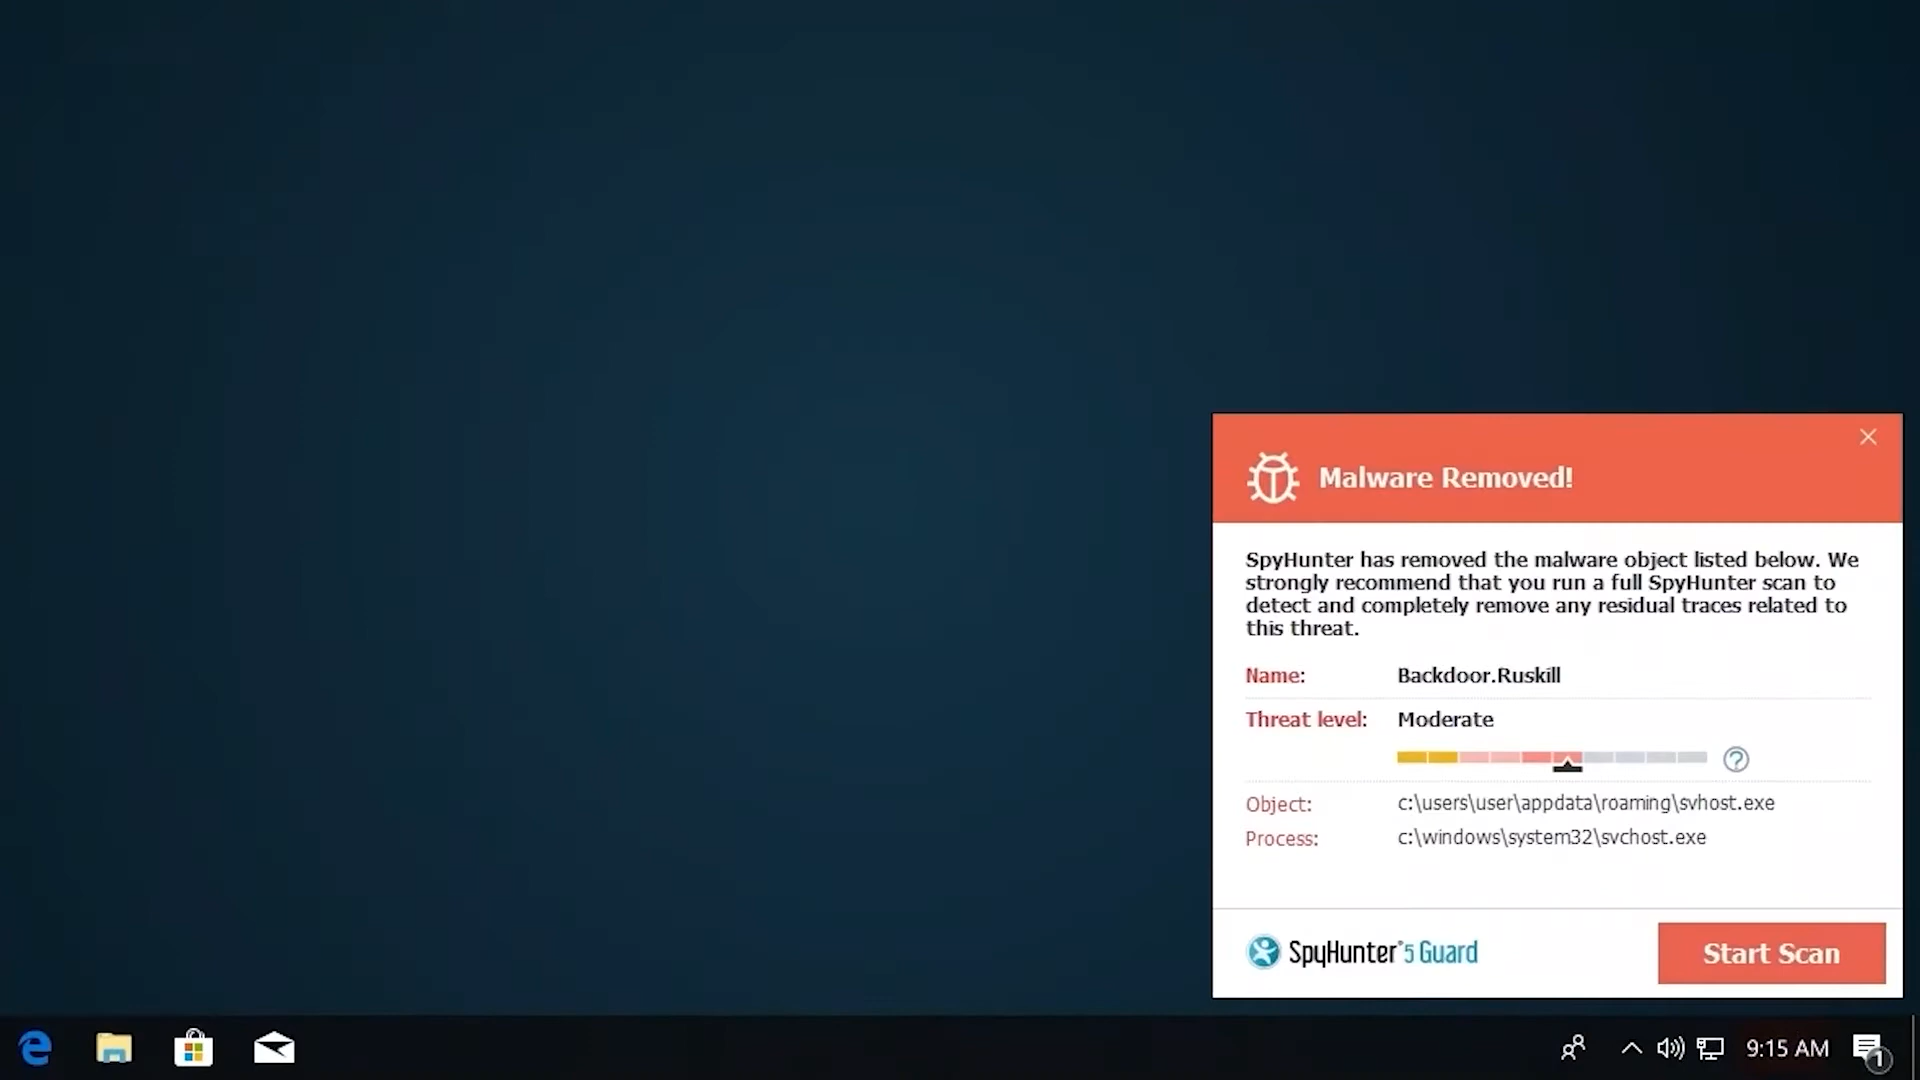 Malware Removed!
SpyHunter has removed the malware object listed below. We
strongly recommend that you run a full SpyHunter scan to
detect and completely remove any residual traces related to
this threat.
Name: Backdoor.Ruskill
Threat level: Moderate
?
Object: c:\users\user\appdata\roaming\svhost.exe
Process: c:\windows\system32\svchost.exe
SpyHunter®5 Guard
Start Scan
9:15 AM
1